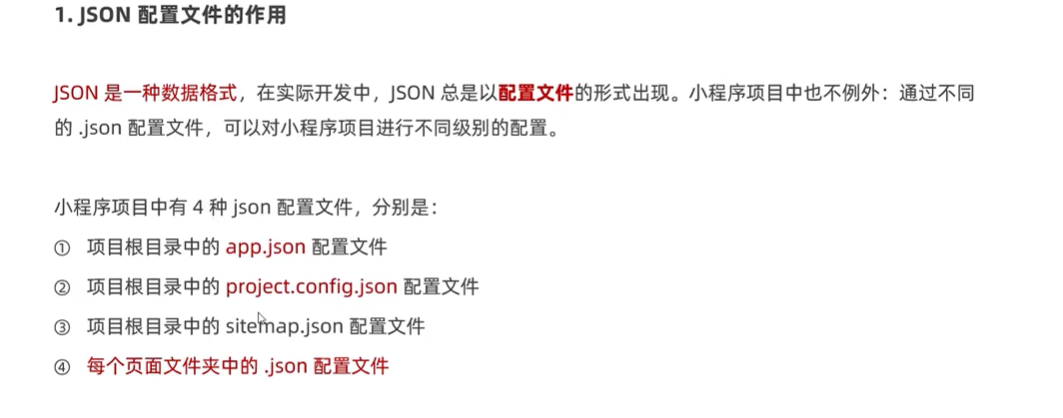 1. JSON 配置文件的作用
JSON 是一种数据格式，在实际开发中，JSON 总是以配置文件的形式出现。小程序项目中也不例外：通过不同
的 .json 配置文件，可以对小程序项目进行不同级别的配置。
小程序项目中有 4 种 json 配置文件，分别是：
① 项目根目录中的 app.json 配置文件
② 项目根目录中的 project.config.json 配置文件
③ 项目根目录中的 sitemap.json 配置文件
④ 每个页面文件夹中的 .json 配置文件